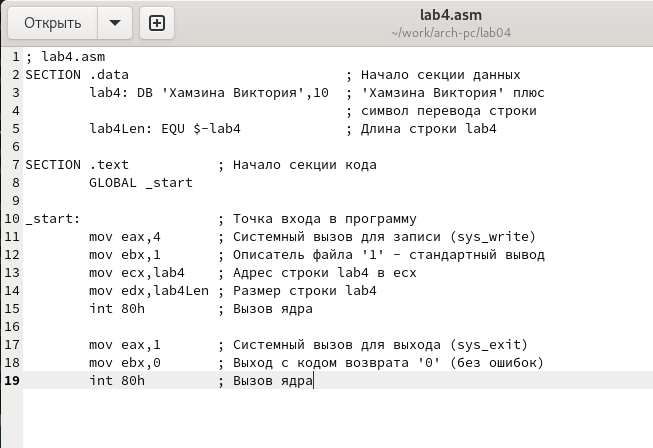 Открыть
lab4.asm
~/work/arch-pc/lab04
1 ; lab4.asm
2 SECTION .data ; Начало секции данных
3 lab4: DB 'Хамзина Виктория',10 ; 'Хамзина Виктория' плюс
4 ; символ перевода строки
5 lab4Len: EQU $-lab4 ; Длина строки lab4
6
7 SECTION .text ; Начало секции кода
8 GLOBAL _start
9
10 _start: ; Точка входа в программу
11 mov eax,4 ; Системный вызов для записи (sys_write)
12 mov ebx,1 ; Описатель файла '1' - стандартный вывод
13 mov ecx,lab4 ; Адрес строки lab4 в ecx
14 mov edx,lab4Len ; Размер строки lab4
15 int 80h ; Вызов ядра
16
17 mov eax,1 ; Системный вызов для выхода (sys_exit)
18 mov ebx,0 ; Выход с кодом возврата '0' (без ошибок)
19 int 80h ; Вызов ядра